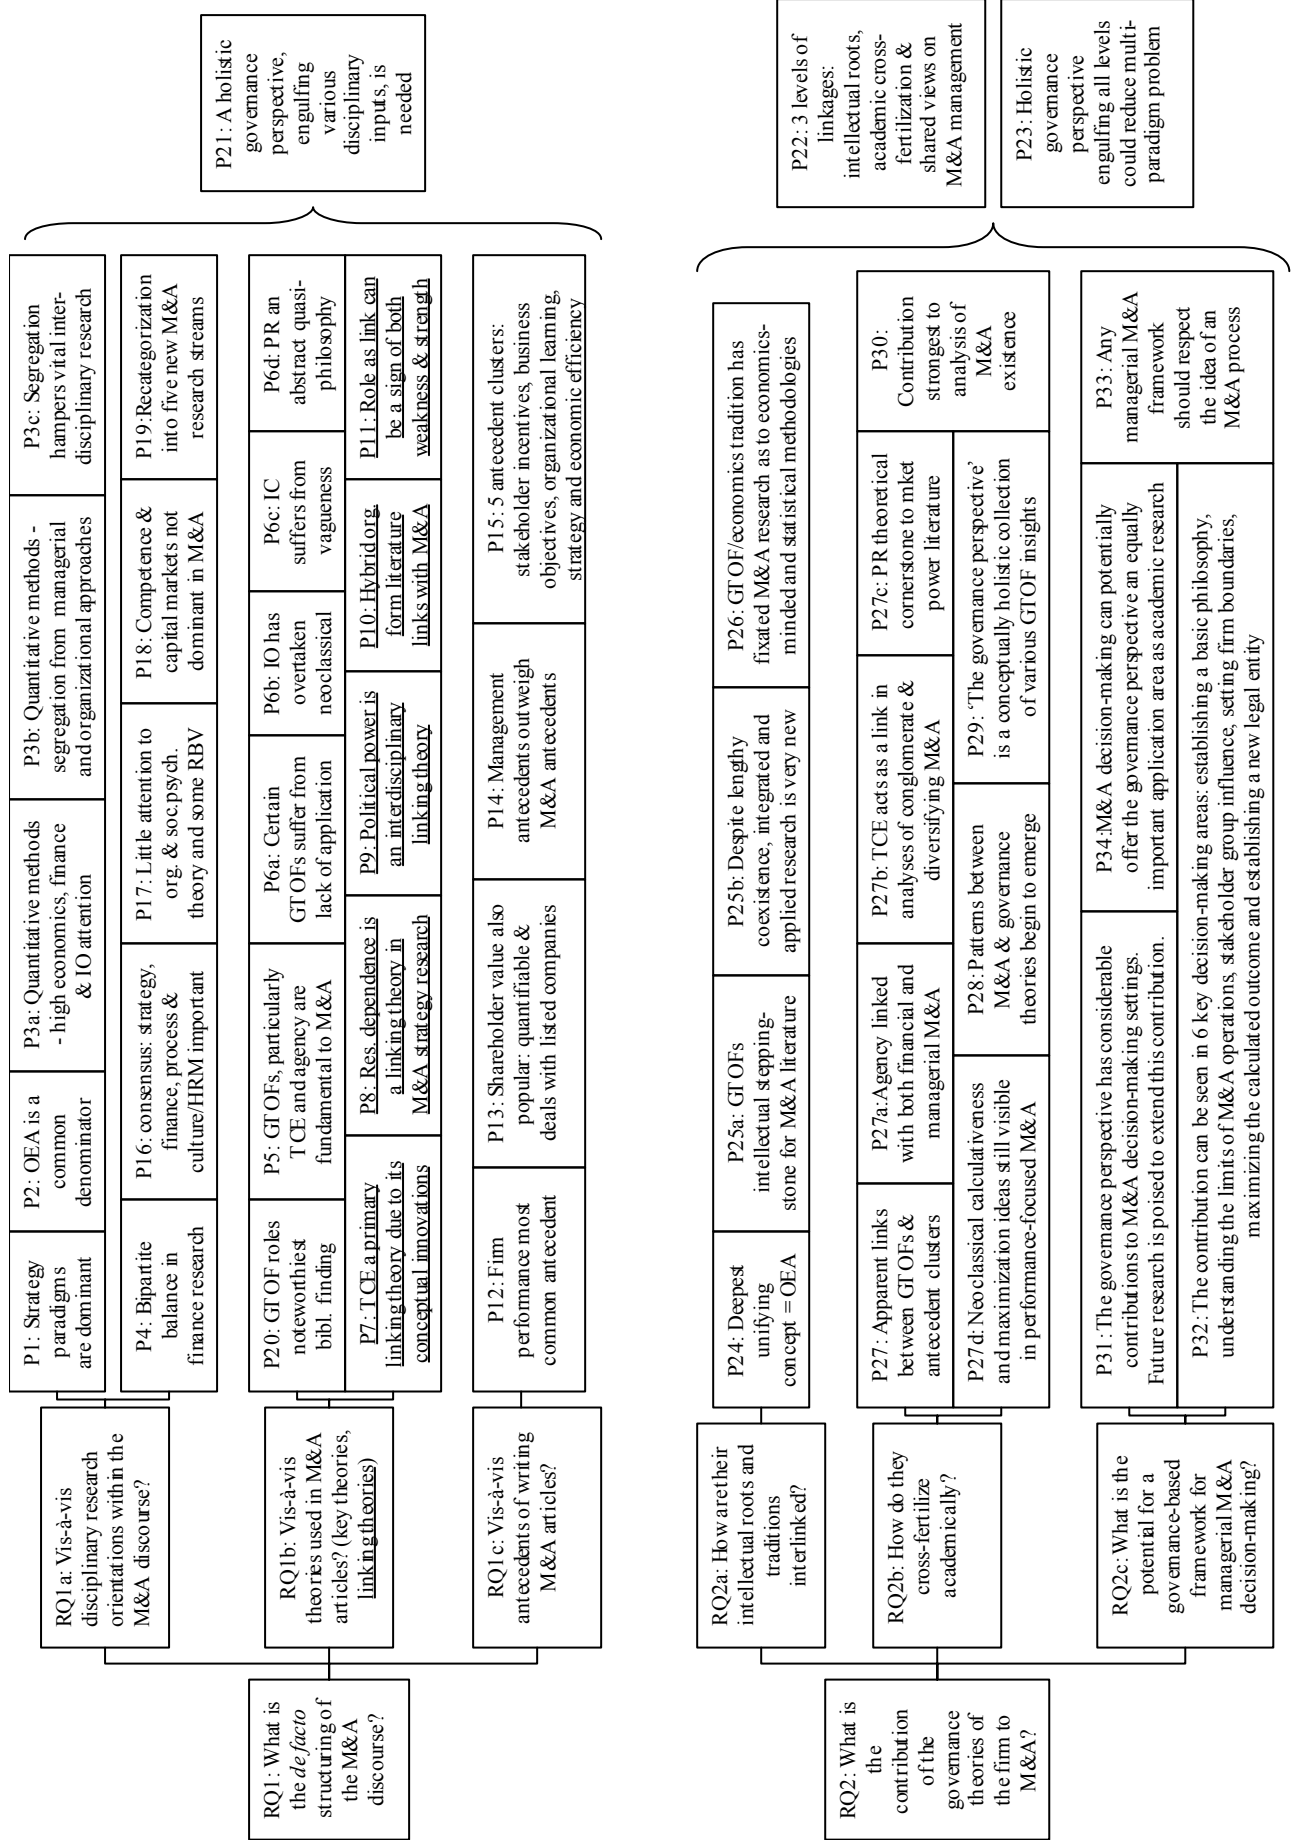 RQ1: What is
the de facto
structuring of
the M&A
discourse?
RQ1a: Vis-à-vis
disciplinary research
orientations within the
M&A discourse?
P1: Strategy
paradigms
are dominant
P2: OEA is a
common
denominator
P3a: Quantitative methods
- high economics, finance
& IO attention
P3b: Quantitative methods -
segregation from managerial
and organizational approaches
P3c: Segregation
hampers vital inter-
disciplinary research
P4: Bipartite
balance in
finance research
P16: consensus: strategy,
finance, process &
culture/HRM important
P17: Little attention to
org. & soc.psych.
theory and some RBV
P18: Competence &
capital markets not
dominant in M&A
P19:Recategorization
into five new M&A
research streams
RQ1b: Vis-à-vis
theories used in M&A
articles? (key theories,
linking theories)
P20: GTOF roles
noteworthiest
bibl. finding
P5: GTOFs, particularly
TCE and agency are
fundamental to M&A
P6a: Certain
GTOFs suffer from
lack of application
P6b: IO has
overtaken
neoclassical
P6c: IC
suffers from
vagueness
P6d: PR an
abstract quasi-
philosophy
P7: TCE a primary
linking theory due to its
conceptual innovations
P8: Res. dependence is
a linking theory in
M&A strategy research
P9: Political power is
an interdisciplinary
linking theory
P10: Hybrid org.
form literature
links with M&A
P11: Role as link can
be a sign of both
weakness & strength
RQ1c: Vis-à-vis
antecedents of writing
M&A articles?
P12: Firm
performance most
common antecedent
P13: Shareholder value also
popular: quantifiable &
deals with listed companies
P14: Management
antecedents outweigh
M&A antecedents
P15: 5 antecedent clusters:
stakeholder incentives, business
objectives, organizational learning,
strategy and economic efficiency
P21: A holistic
governance
perspective,
engulfing
various
disciplinary
inputs, is
needed
RQ2: What is
the
contribution
of the
governance
theories of
the firm to
M&A?
RQ2a: How are their
intellectual roots and
traditions
interlinked?
P24: Deepest
unifying
concept = OEA
P25a: GTOFs
intellectual stepping-
stone for M&A literature
P25b: Despite lengthy
coexistence, integrated and
applied research is very new
P26: GTOF/economics tradition has
fixated M&A research as to economics-
minded and statistical methodologies
RQ2b: How do they
cross-fertilize
academically?
P27: Apparent links
between GTOFs &
antecedent clusters
P27a: Agency linked
with both financial and
managerial M&A
P27b: TCE acts as a link in
analyses of conglomerate &
diversifying M&A
P27c: PR theoretical
cornerstone to mket
power literature
P30:
Contribution
strongest to
analysis of
M&A
existence
P27d: Neoclassical calculativeness
and maximization ideas still visible
in performance-focused M&A
P28: Patterns between
M&A & governance
theories begin to emerge
P29: ‘The governance perspective’
is a conceptually holistic collection
of various GTOF insights
RQ2c: What is the
potential for a
governance-based
framework for
managerial M&A
decision-making?
P31: The governance perspective has considerable
contributions to M&A decision-making settings.
Future research is poised to extend this contribution.
P34:M&A decision-making can potentially
offer the governance perspective an equally
important application area as academic research
P33: Any
managerial M&A
framework
should respect
the idea of an
M&A process
P32: The contribution can be seen in 6 key decision-making areas: establishing a basic philosophy,
understanding the limits of M&A operations, stakeholder group influence, setting firm boundaries,
maximizing the calculated outcome and establishing a new legal entity
P22: 3 levels of
linkages:
intellectual roots,
academic cross-
fertilization &
shared views on
M&A management
P23: Holistic
governance
perspective
engulfing all levels
could reduce multi-
paradigm problem